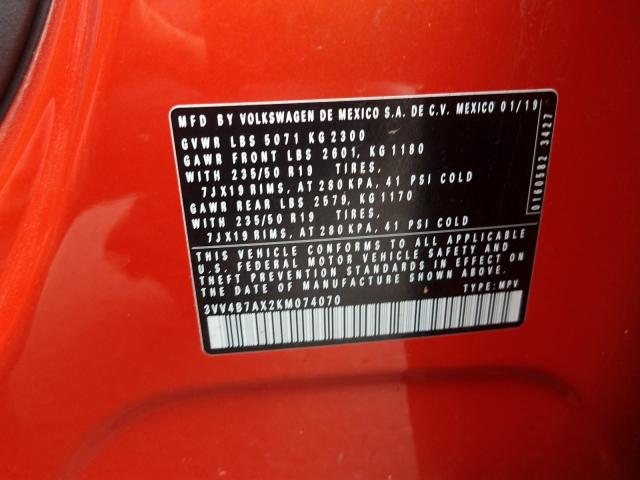 MFD BY VOLKSWAGEN DE MEXICO S.A. DE C.V. MEXICO 01/19
GVWR LBS 5071 KG 2300
GAWR FRONT LBS 2601, KG 1180
WITH 235/50 R19 TIRES,
7JX19 RIMS, AT 280 KPA, 41 PSI COLD
GAWR REAR LBS 2579, KG 1170
WITH 235/50 R19 TIRES,
7JX19 RIMS, AT 280 KPA, 41 PSI COLD
THIS VEHICLE CONFORMS TO ALL APPLICABLE
U.S. FEDERAL MOTOR VEHICLE SAFETY AND
THEFT PREVENTION STANDARDS IN EFFECT ON
THE DATE OF MANUFACTURE SHOWN ABOVE.
3VV4B7AX2KM074070 TYPE: MPV
0160582 3427